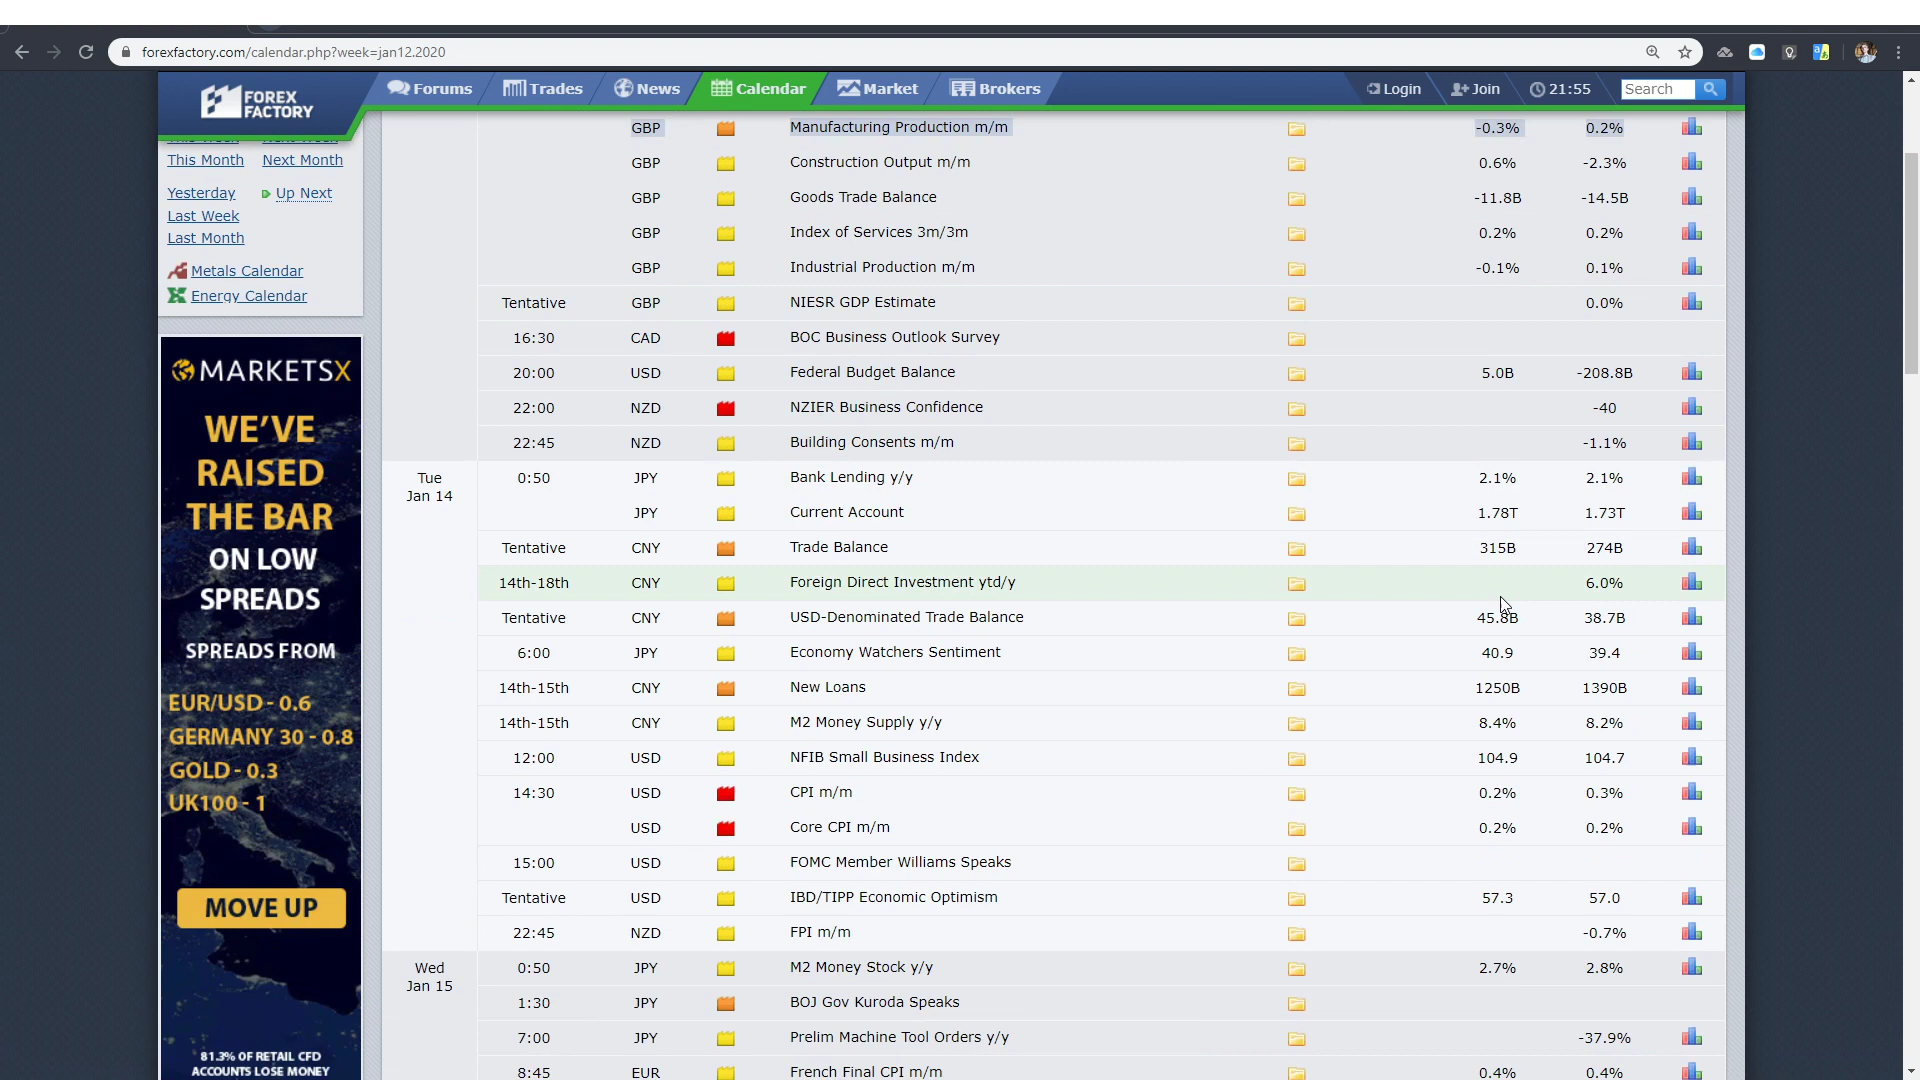 forexfactory.com/calendar.php?week=jan12.2020
FOREX FACTORY
Forums Trades News Calendar Market Brokers Login Join 21:55 Search
This Month Next Month
Yesterday Up Next
Last Week
Last Month
Metals Calendar
Energy Calendar
MARKETSX
WE'VE
RAISED
THE BAR
ON LOW
SPREADS
SPREADS FROM
EUR/USD - 0.6
GERMANY 30 - 0.8
GOLD - 0.3
UK100 - 1
MOVE UP
81.3% OF RETAIL CFD
ACCOUNTS LOSE MONEY
GBP Manufacturing Production m/m -0.3% 0.2%
GBP Construction Output m/m 0.6% -2.3%
GBP Goods Trade Balance -11.8B -14.5B
GBP Index of Services 3m/3m 0.2% 0.2%
GBP Industrial Production m/m -0.1% 0.1%
Tentative GBP NIESR GDP Estimate 0.0%
16:30 CAD BOC Business Outlook Survey
20:00 USD Federal Budget Balance 5.0B -208.8B
22:00 NZD NZIER Business Confidence -40
22:45 NZD Building Consents m/m -1.1%
Tue
Jan 14
0:50 JPY Bank Lending y/y 2.1% 2.1%
JPY Current Account 1.78T 1.73T
Tentative CNY Trade Balance 315B 274B
14th-18th CNY Foreign Direct Investment ytd/y 6.0%
Tentative CNY USD-Denominated Trade Balance 45.8B 38.7B
6:00 JPY Economy Watchers Sentiment 40.9 39.4
14th-15th CNY New Loans 1250B 1390B
14th-15th CNY M2 Money Supply y/y 8.4% 8.2%
12:00 USD NFIB Small Business Index 104.9 104.7
14:30 USD CPI m/m 0.2% 0.3%
USD Core CPI m/m 0.2% 0.2%
15:00 USD FOMC Member Williams Speaks
Tentative USD IBD/TIPP Economic Optimism 57.3 57.0
22:45 NZD FPI m/m -0.7%
Wed
Jan 15
0:50 JPY M2 Money Stock y/y 2.7% 2.8%
1:30 JPY BOJ Gov Kuroda Speaks
7:00 JPY Prelim Machine Tool Orders y/y -37.9%
8:45 EUR French Final CPI m/m 0.4% 0.4%